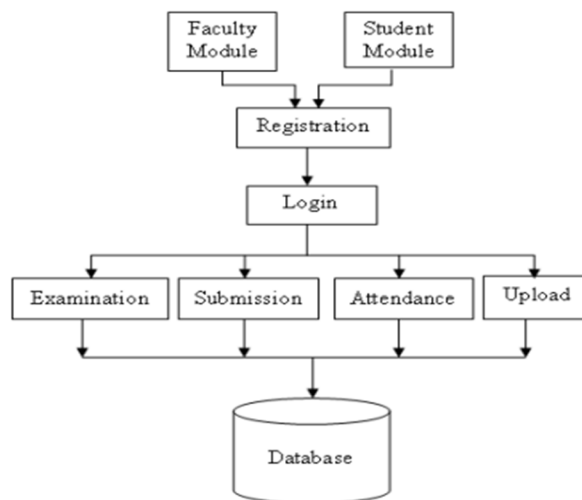 Faculty
Module
Student
Module
Registration
Login
Examination
Submission
Attendance
Upload
Database